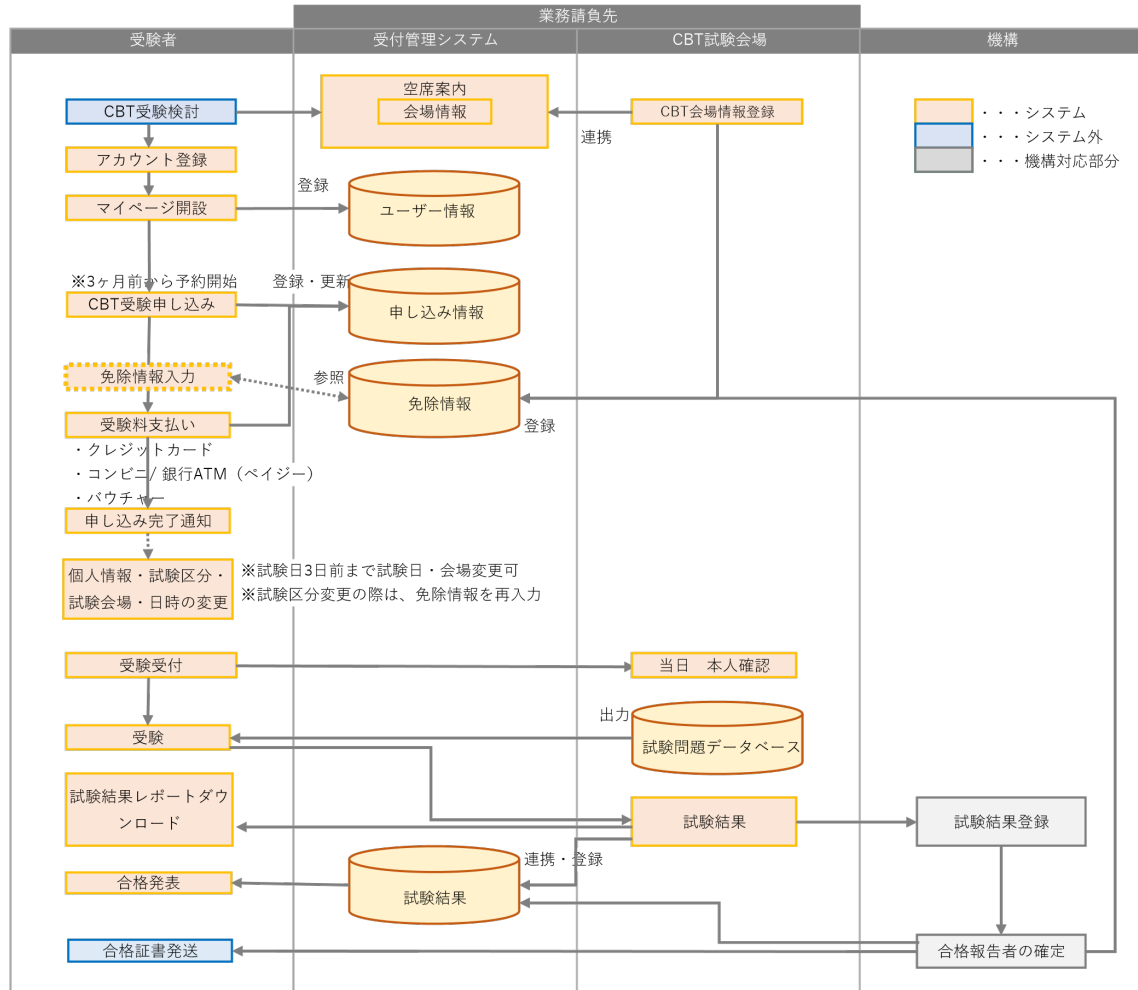 業務請負先
受験者
受付管理システム
CBT試験会場
機構
空席案内
会場情報
CBT受験検討
CBT会場情報登録
連携
・・・システム
・・・システム外
・・・機構対応部分
アカウント登録
登録
マイページ開設
ユーザー情報
※3ヶ月前から予約開始
登録・更新
CBT受験申し込み
申し込み情報
免除情報入力
参照
免除情報
登録
受験料支払い
・クレジットカード
・コンビニ/ 銀行ATM（ペイジー）
・バウチャー
申し込み完了通知
個人情報・試験区分・
試験会場・日時の変更
※試験日3日前まで試験日・会場変更可
※試験区分変更の際は、免除情報を再入力
受験受付
当日　本人確認
出力
受験
試験問題データベース
試験結果レポートダウ
ンロード
試験結果
試験結果登録
連携・登録
合格発表
試験結果
合格証書発送
合格報告者の確定